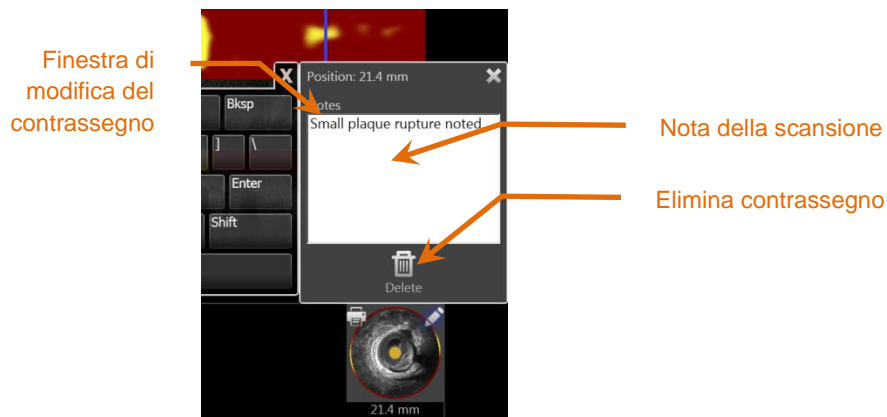 Finestra di
modifica del
contrassegno
X
Position: 21.4 mm
Bksp
Notes
Small plaque rupture noted
] \
Enter
Shift
Delete
21.4 mm
Nota della scansione
Elimina contrassegno